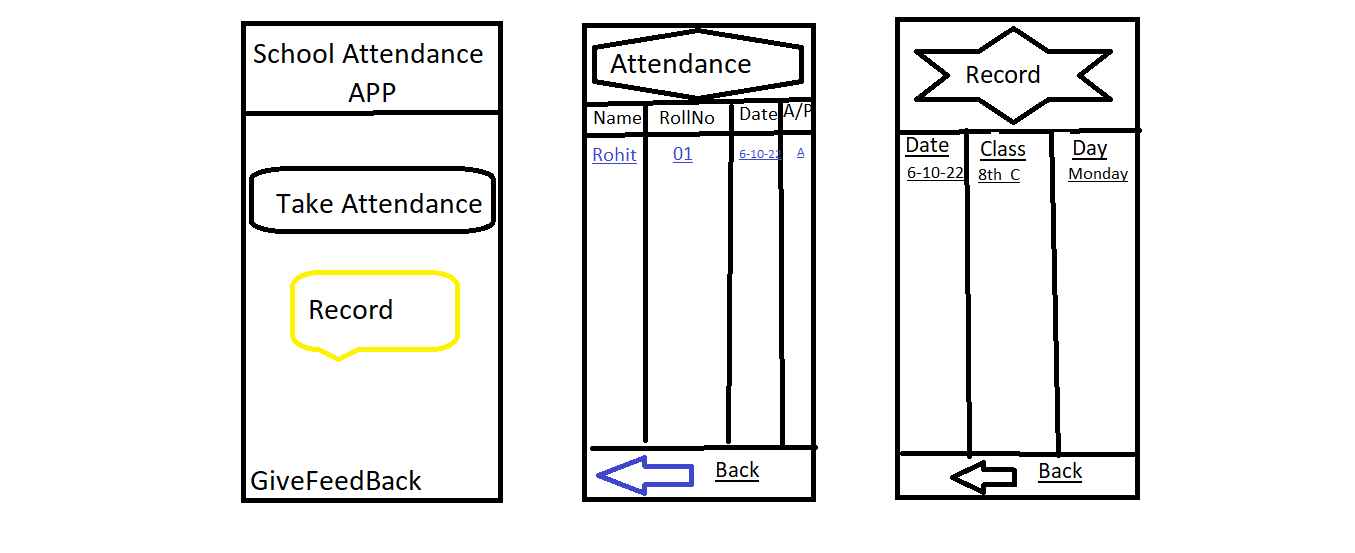 School Attendance
APP
Take Attendance
Record
GiveFeedBack
Attendance
Name RollNo Date A/P
Rohit 01 6-10-22 A
Back
Record
Date Class Day
6-10-22 8th C Monday
Back